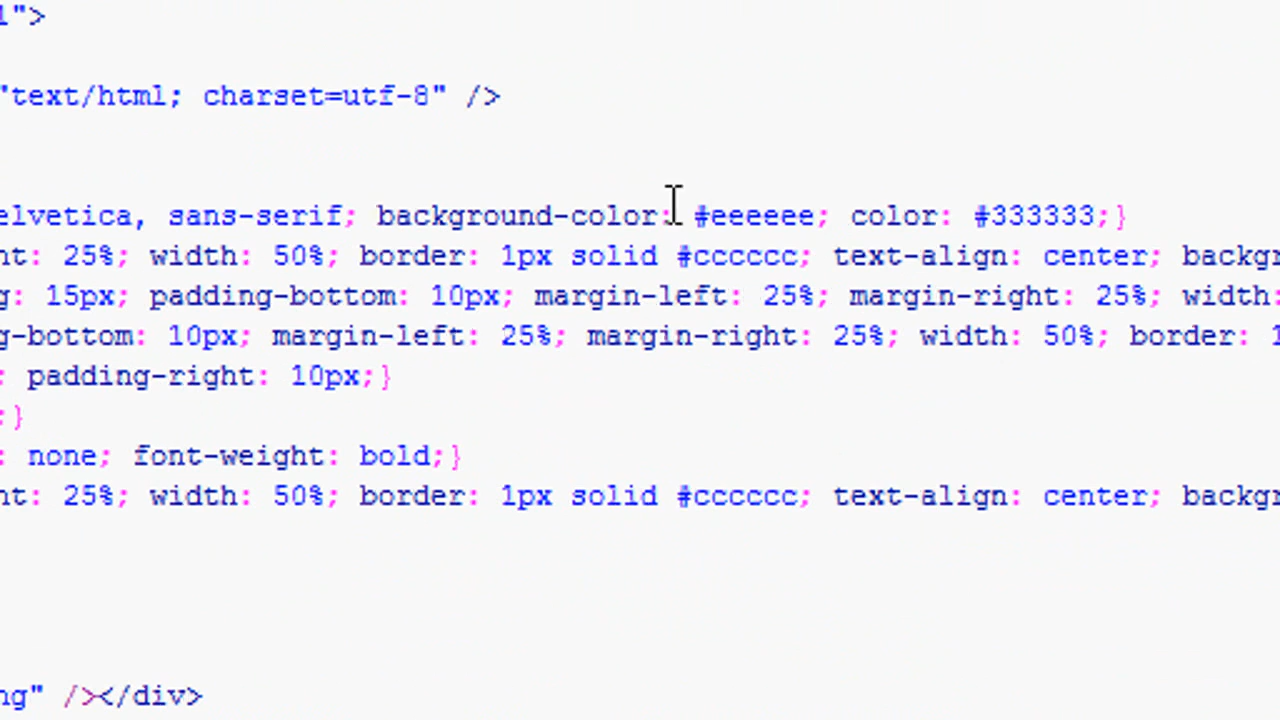 1">
"text/html; charset=utf-8" />
elvetica, sans-serif; background-color: #eeeeee; color: #333333;}
ht: 25%; width: 50%; border: 1px solid #cccccc; text-align: center; backgr
g: 15px; padding-bottom: 10px; margin-left: 25%; margin-right: 25%; width:
g-bottom: 10px; margin-left: 25%; margin-right: 25%; width: 50%; border: 1
; padding-right: 10px;}
;}
: none; font-weight: bold;}
ht: 25%; width: 50%; border: 1px solid #cccccc; text-align: center; backgr
ng" /></div>